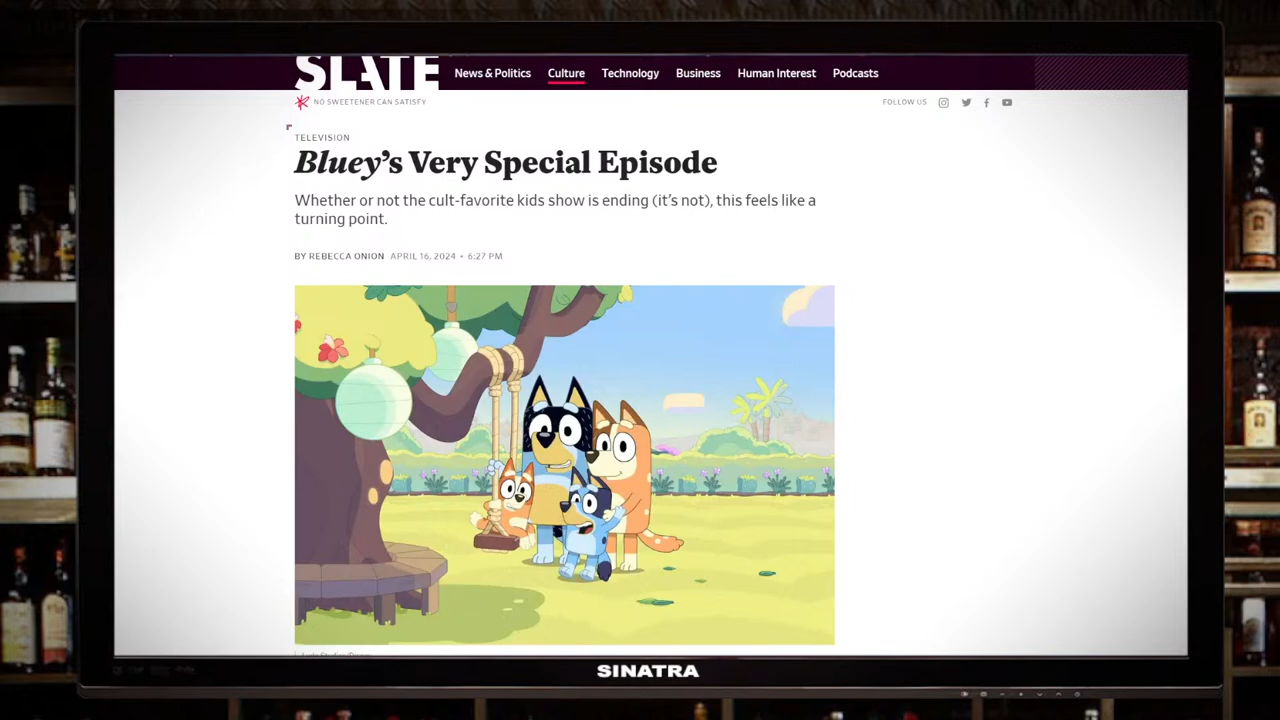 SLATE
News & Politics Culture Technology Business Human Interest Podcasts
NO SWEETENER CAN SATISFY
FOLLOW US
TELEVISION
Bluey's Very Special Episode
Whether or not the cult-favorite kids show is ending (it's not), this feels like a
turning point.
BY REBECCA ONION APRIL 16, 2024 • 6:27 PM
SINATRA